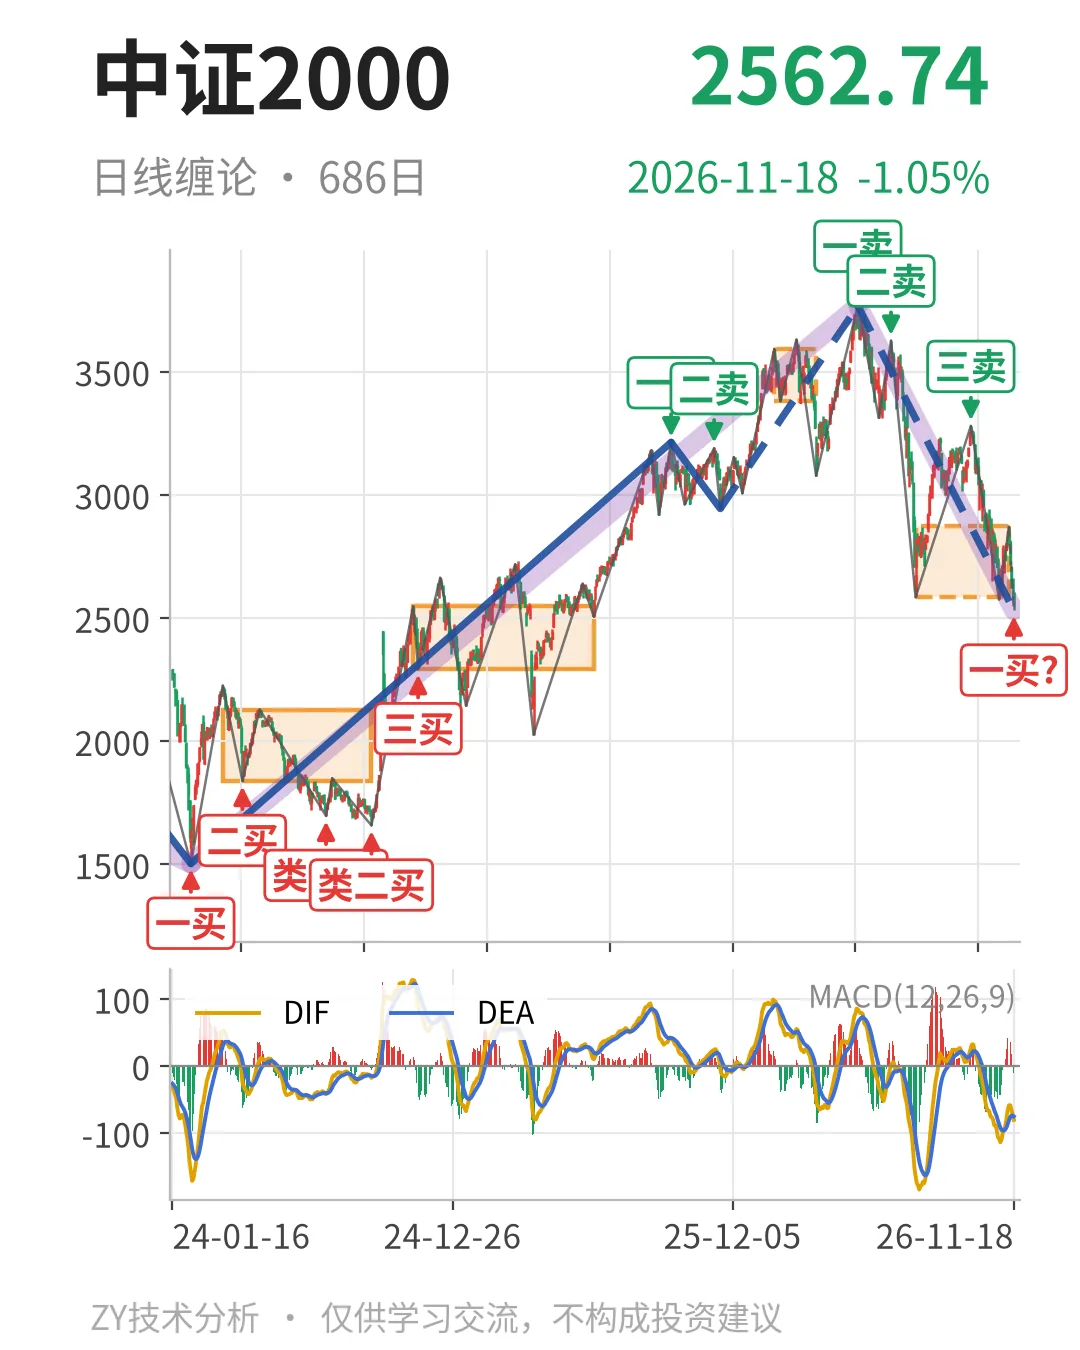 中证2000
2562.74
日线缠论 • 686日
2026-11-18 -1.05%
一卖
二卖
三卖
一
二卖
3500
3000
2500
2000
1500
一买?
三买
二买
类
类二买
一买
MACD(12,26,9)
DIF
DEA
100
0
-100
24-01-16
24-12-26
25-12-05
26-11-18
ZY技术分析 • 仅供学习交流，不构成投资建议